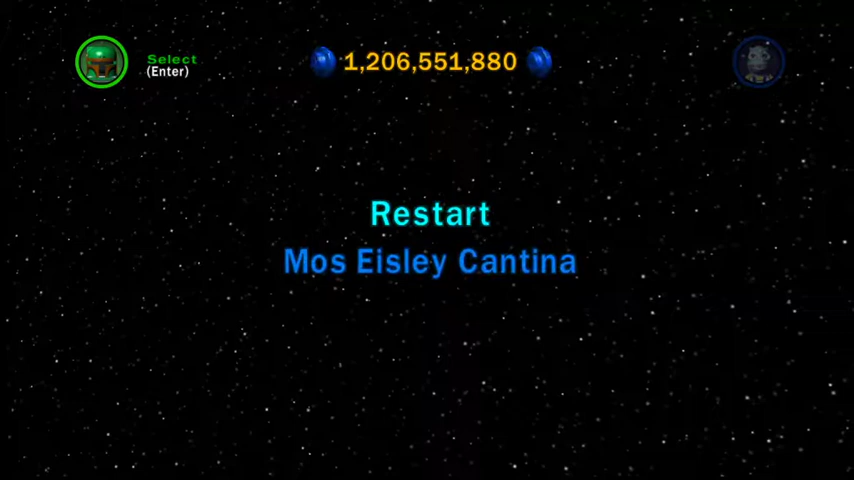 Select
(Enter)
1,206,551,880
Restart
Mos Eisley Cantina